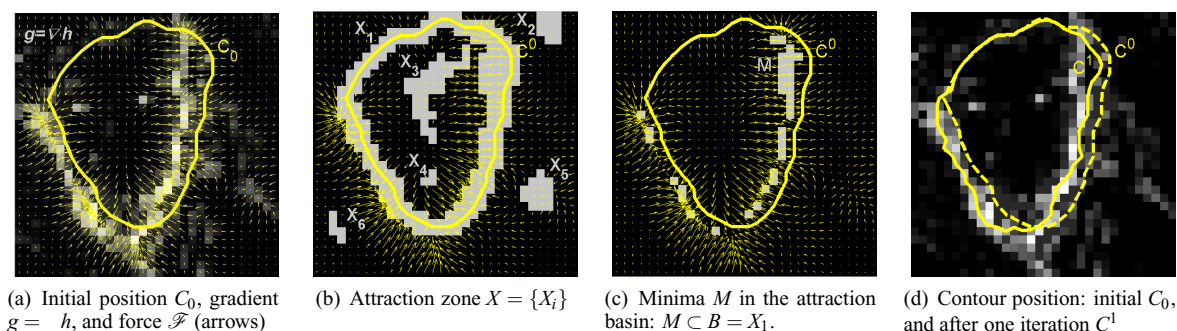 g=∇h
C₀
X₁
X₂
C⁰
X₃
X₄
X₅
X₆
C⁰
M
C⁰
C¹
(a) Initial position C₀, gradient
g = h, and force ℱ (arrows)
(b) Attraction zone X = {Xᵢ}
(c) Minima M in the attraction
basin: M ⊂ B = X₁.
(d) Contour position: initial C₀,
and after one iteration C¹